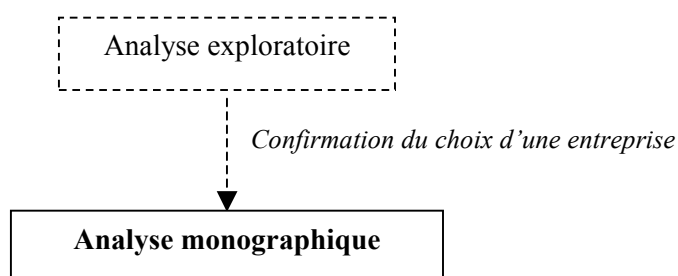 Analyse exploratoire
Confirmation du choix d’une entreprise
Analyse monographique